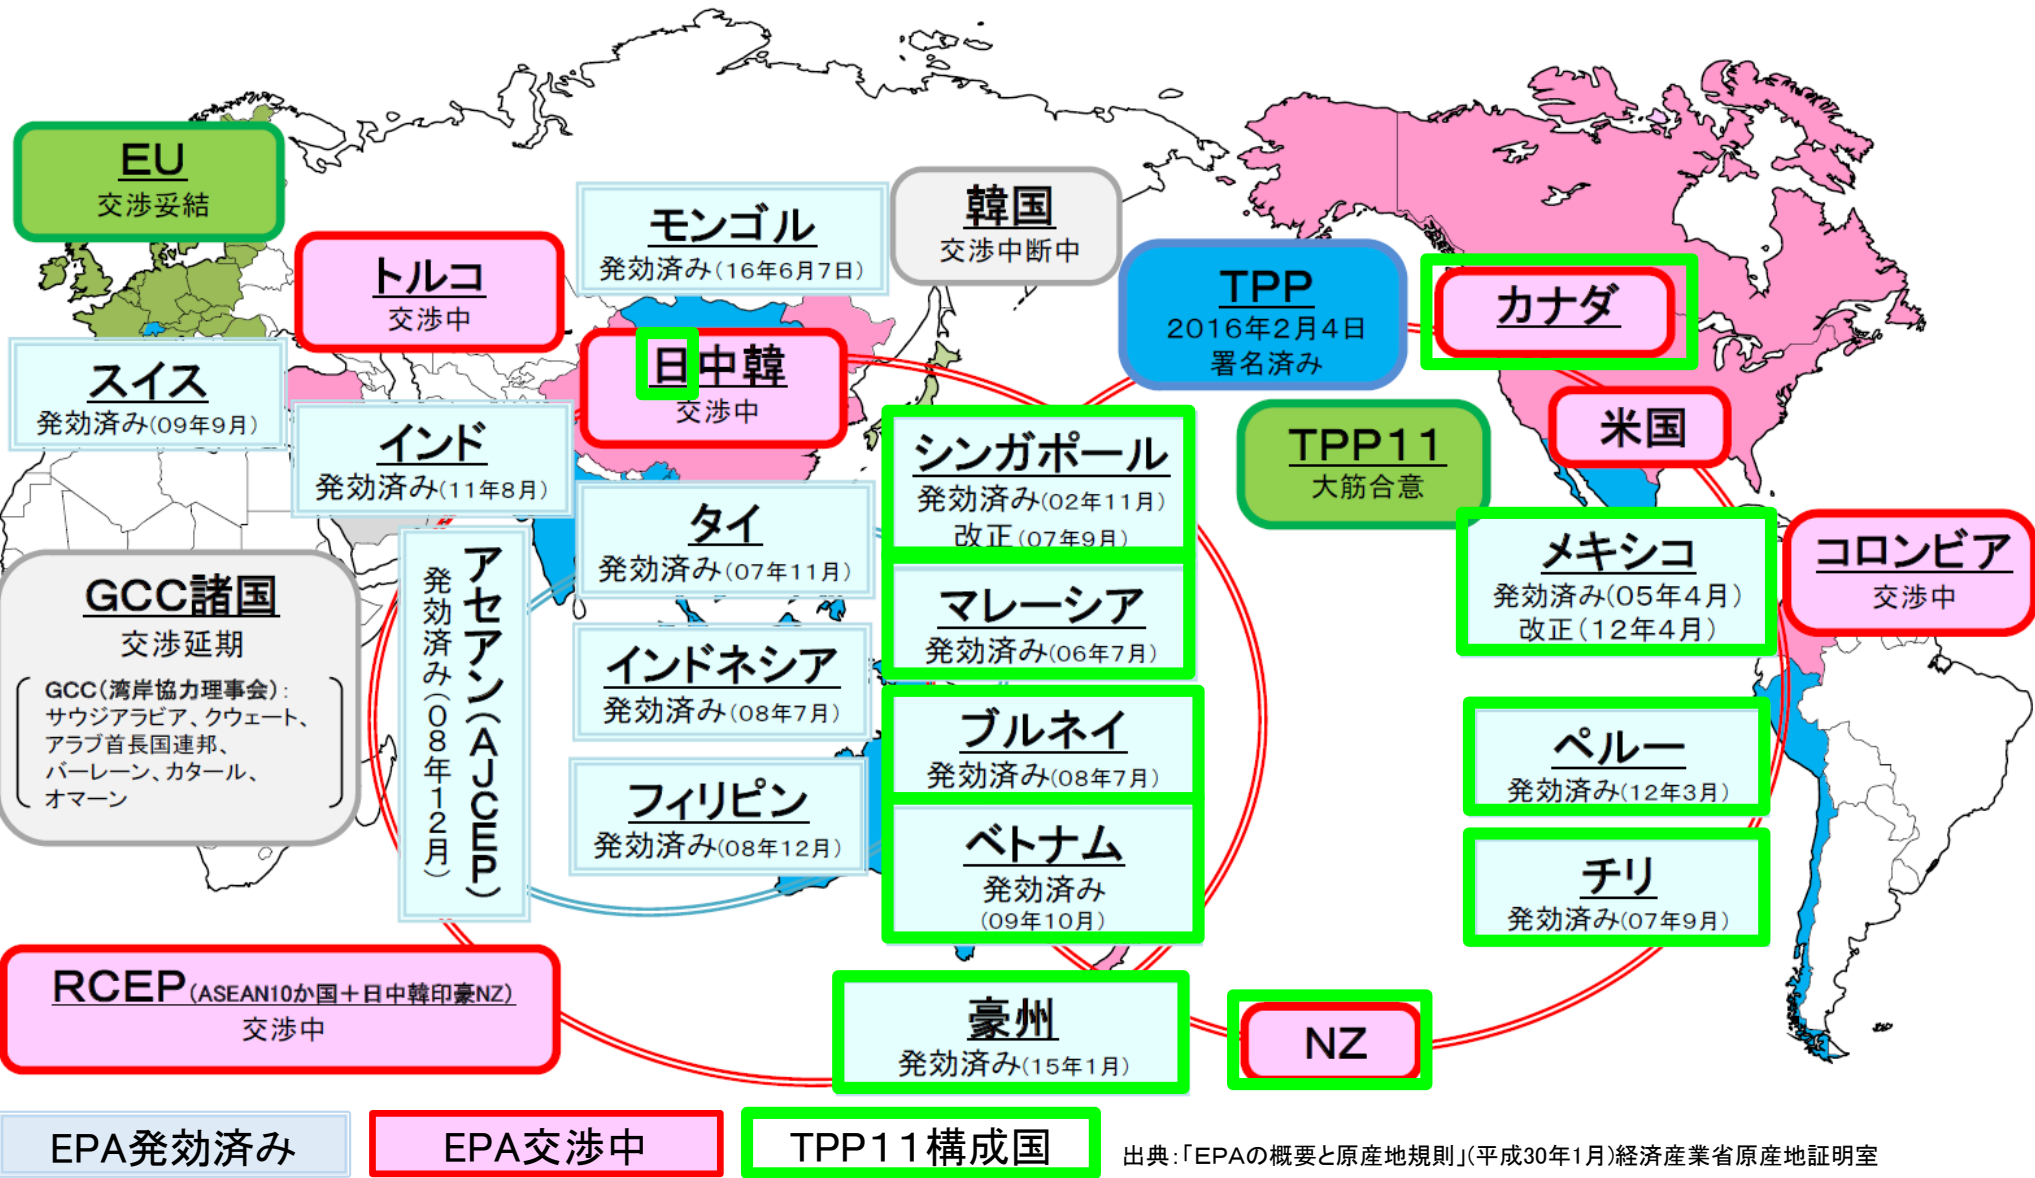 EU
交渉妥結
トルコ
交渉中
モンゴル
発効済み(16年6月7日)
韓国
交渉中断中
TPP
2016年2月4日
署名済み
カナダ
スイス
発効済み(09年9月)
インド
発効済み(11年8月)
日中韓
交渉中
シンガポール
発効済み(02年11月)
改正(07年9月)
TPP11
大筋合意
米国
タイ
発効済み(07年11月)
メキシコ
発効済み(05年4月)
改正(12年4月)
コロンビア
交渉中
GCC諸国
交渉延期
GCC(湾岸協力理事会):
サウジアラビア、クウェート、
アラブ首長国連邦、
バーレーン、カタール、
オマーン
アセアン(AJCEP)
発効済み(08年12月)
マレーシア
発効済み(06年7月)
インドネシア
発効済み(08年7月)
ブルネイ
発効済み(08年7月)
ペルー
発効済み(12年3月)
フィリピン
発効済み(08年12月)
ベトナム
発効済み
(09年10月)
チリ
発効済み(07年9月)
RCEP(ASEAN10か国+日中韓印豪NZ)
交渉中
豪州
発効済み(15年1月)
NZ
EPA発効済み
EPA交渉中
TPP11構成国
出典:「EPAの概要と原産地規則」(平成30年1月)経済産業省原産地証明室